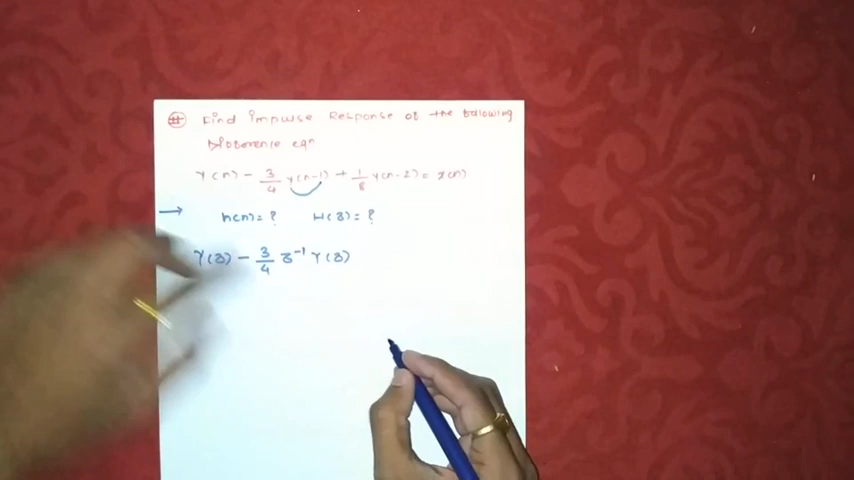 # Find Impulse Response of the following
Difference eqn
Y(n) - 3/4 y(n-1) + 1/8 Y(n-2) = x(n)
→ h(n) = ? H(z) = ?
Y(z) - 3/4 z⁻¹ Y(z)